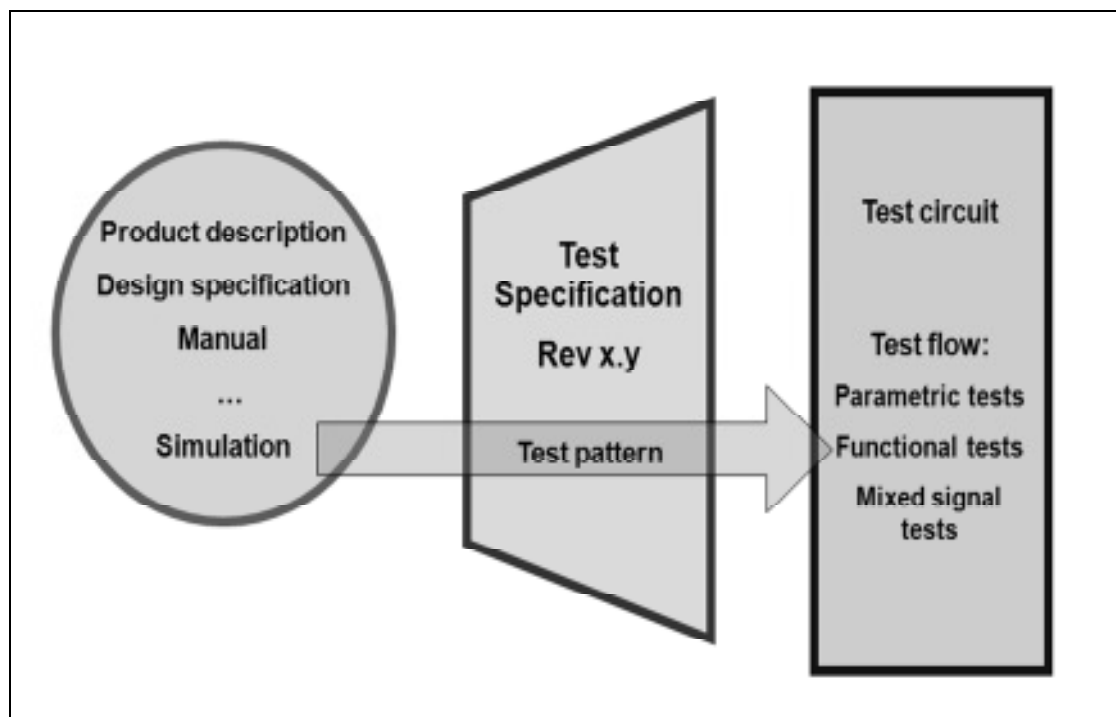 Product description
Design specification
Manual
...
Simulation
Test
Specification
Rev x.y
Test pattern
Test circuit
Test flow:
Parametric tests
Functional tests
Mixed signal
tests